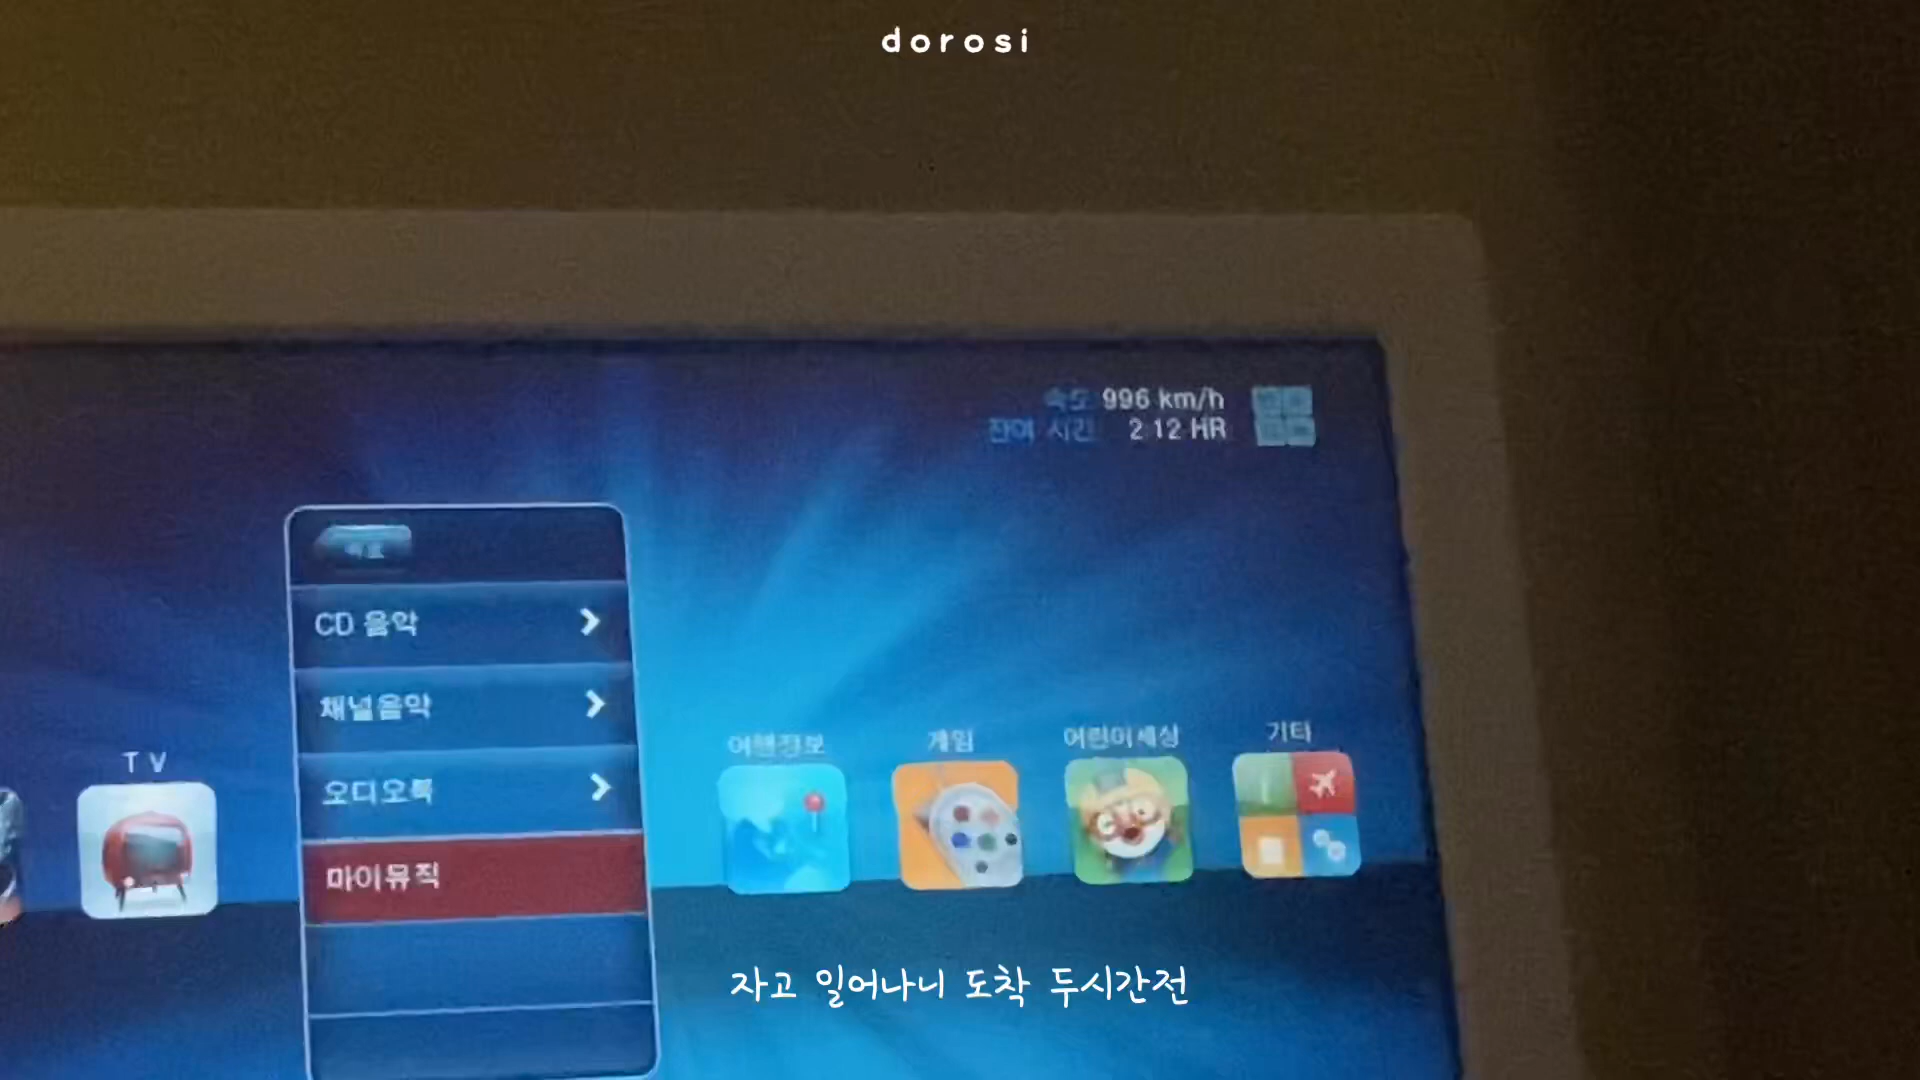 dorosi
속도 996 km/h
잔여 시간 2:12 HR
CD 음악
채널음악
오디오북
마이뮤직
TV
여행정보
게임
어린이세상
기타
자고 일어나니 도착 두시간전